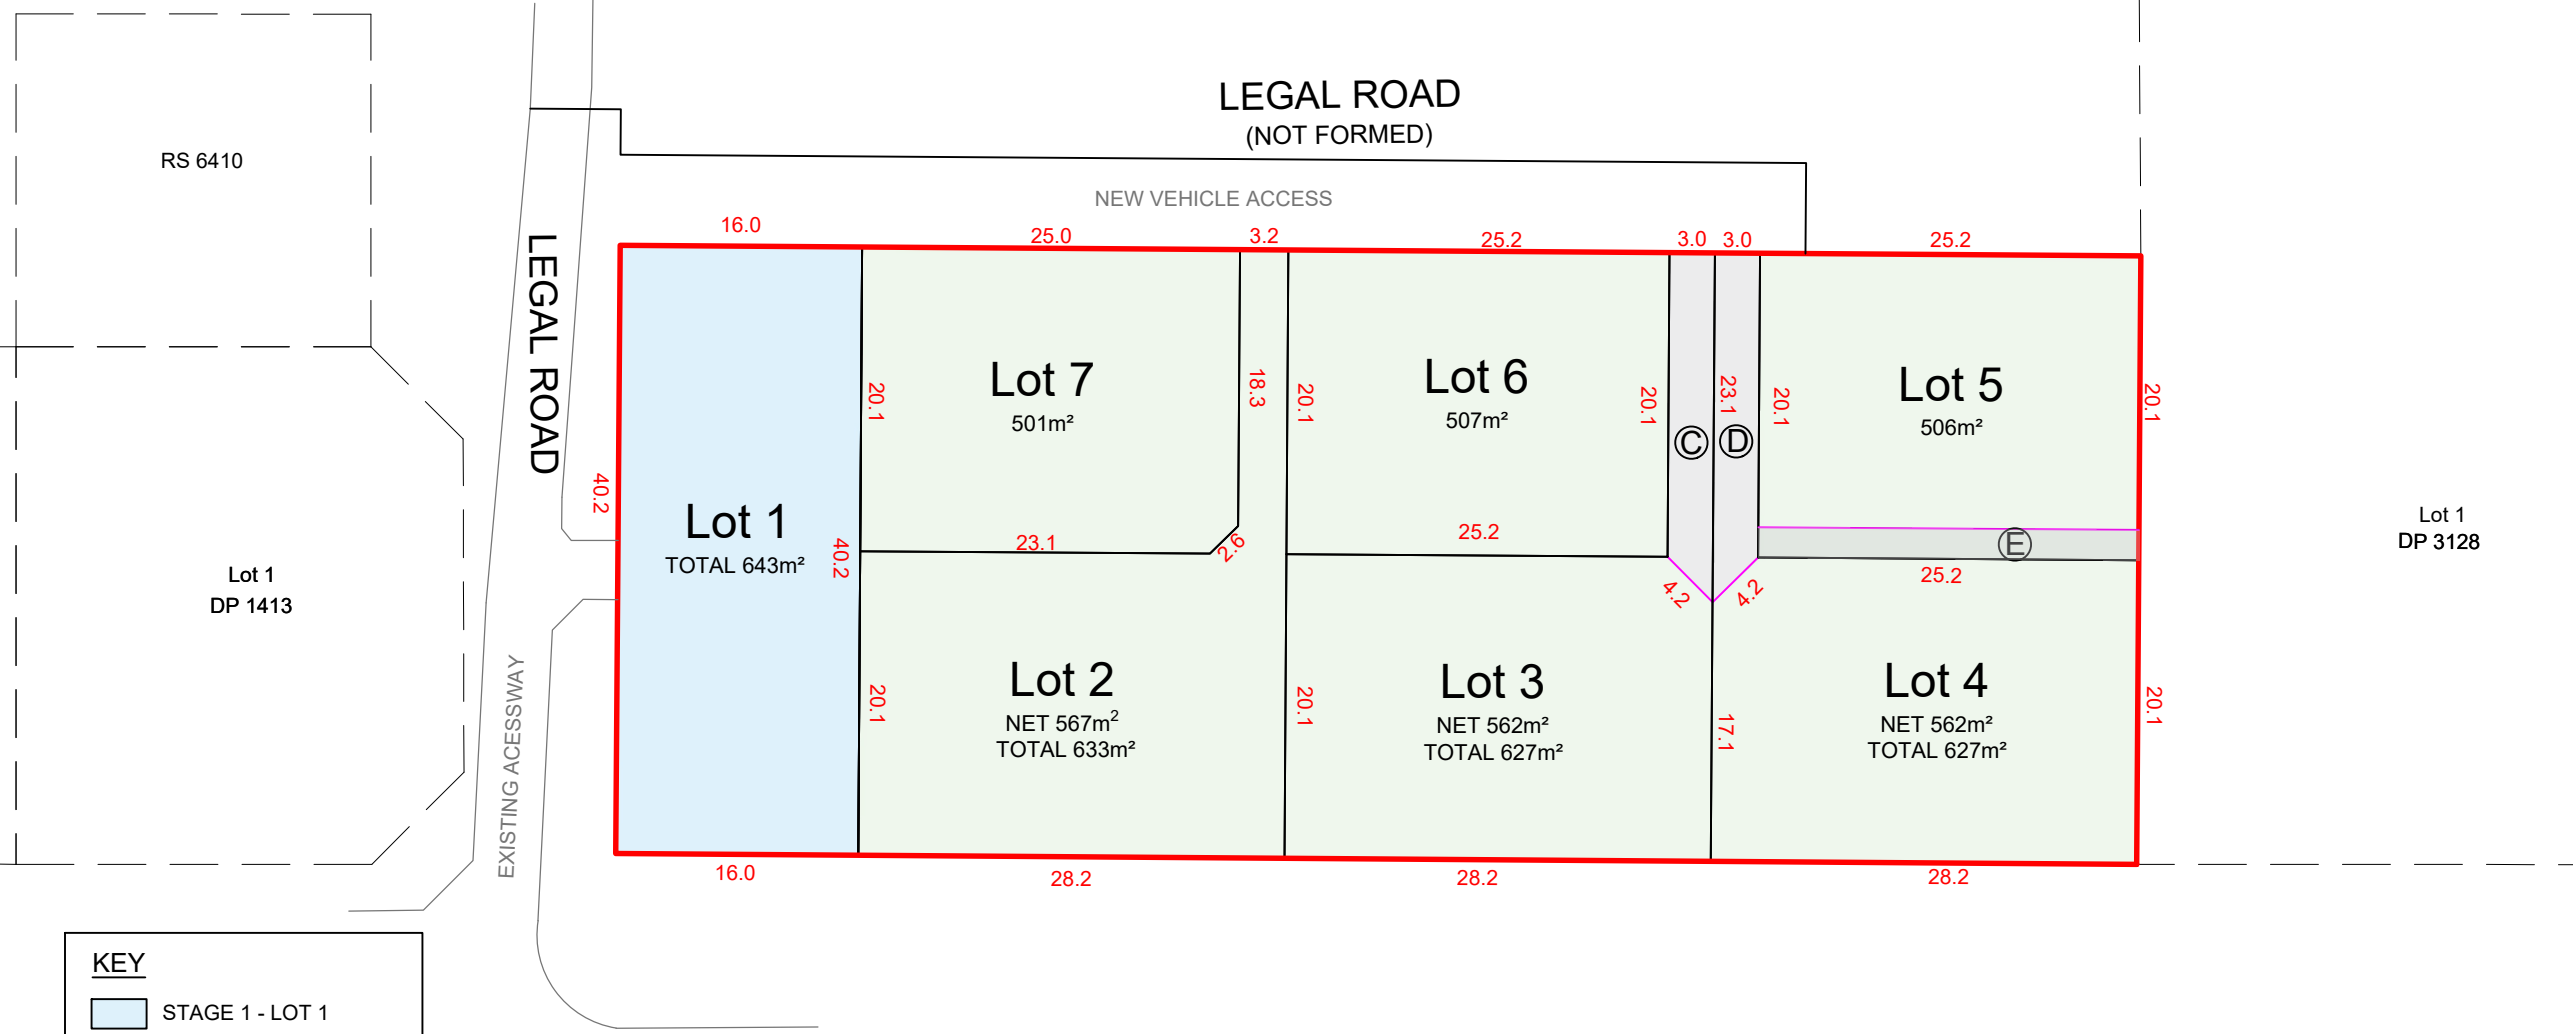 LEGAL ROAD
(NOT FORMED)
RS 6410
NEW VEHICLE ACCESS
16.0
25.0
3.2
25.2
3.0
3.0
25.2
LEGAL ROAD
40.2
Lot 1
TOTAL 643m²
40.2
20.1
Lot 7
501m²
18.3
23.1
2.6
20.1
Lot 6
507m²
20.1
25.2
C
23.1
D
20.1
Lot 5
506m²
20.1
E
25.2
4.2
4.2
Lot 1
DP 1413
Lot 1
DP 3128
EXISTING ACESSWAY
20.1
Lot 2
NET 567m²
TOTAL 633m²
20.1
Lot 3
NET 562m²
TOTAL 627m²
17.1
Lot 4
NET 562m²
TOTAL 627m²
20.1
16.0
28.2
28.2
28.2
KEY
STAGE 1 - LOT 1